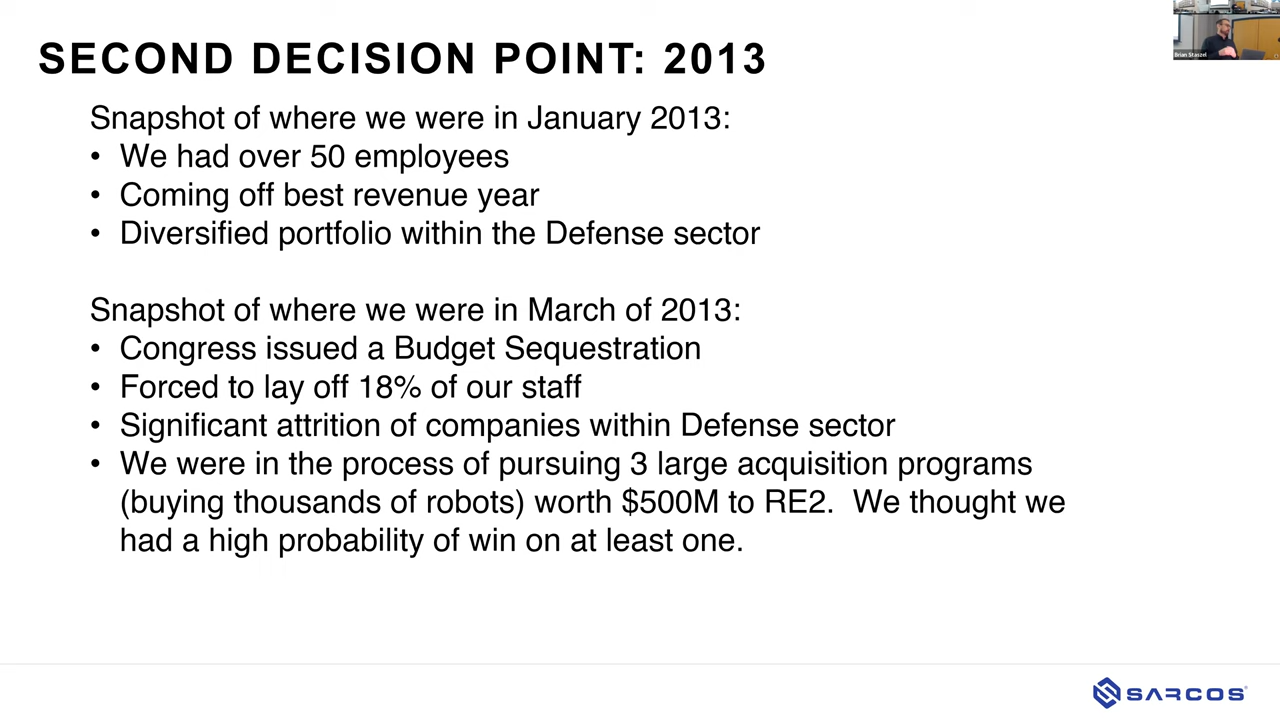 SECOND DECISION POINT: 2013
Brian Staszel
Snapshot of where we were in January 2013:
• We had over 50 employees
• Coming off best revenue year
• Diversified portfolio within the Defense sector
Snapshot of where we were in March of 2013:
• Congress issued a Budget Sequestration
• Forced to lay off 18% of our staff
• Significant attrition of companies within Defense sector
• We were in the process of pursuing 3 large acquisition programs
(buying thousands of robots) worth $500M to RE2.  We thought we
had a high probability of win on at least one.
SARCOS